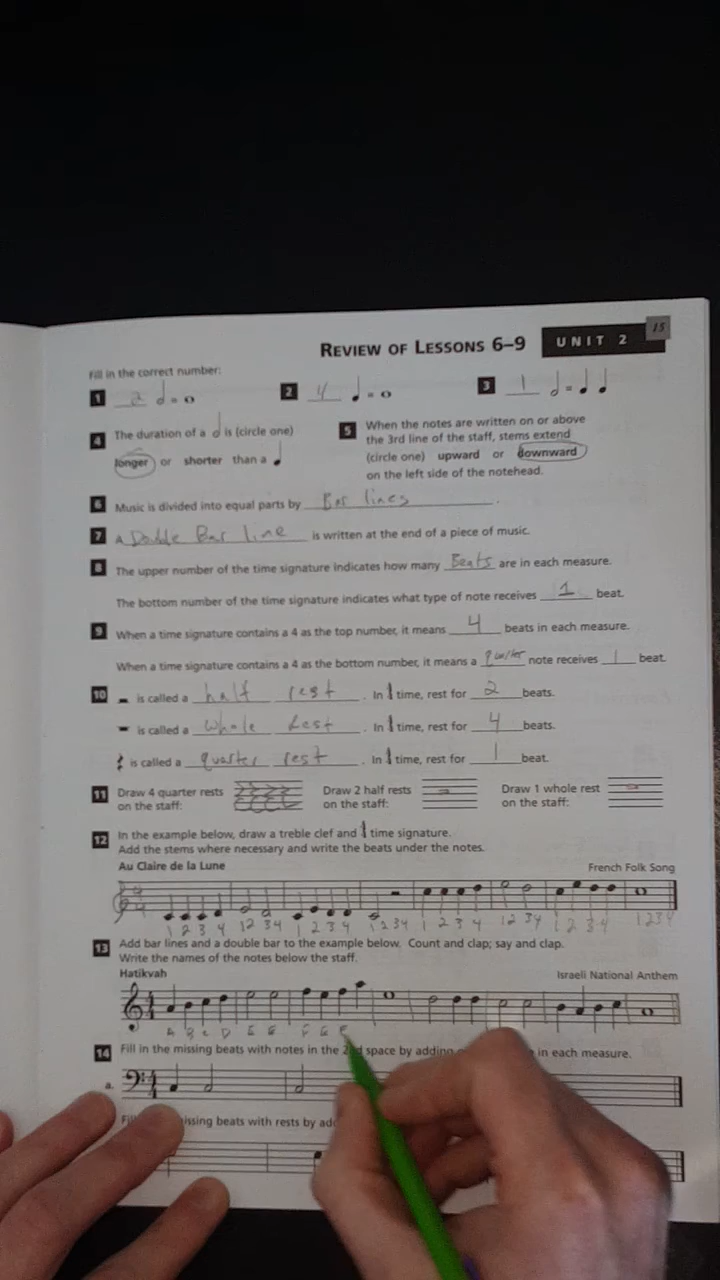 15
REVIEW OF LESSONS 6–9 UNIT 2
Fill in the correct number:
1 2 = 2 4 = 3 1 =
4 The duration of a is (circle one)
longer or shorter than a
5 When the notes are written on or above
the 3rd line of the staff, stems extend
(circle one) upward or downward
on the left side of the notehead.
6 Music is divided into equal parts by Bar lines.
7 A Double Bar line is written at the end of a piece of music.
8 The upper number of the time signature indicates how many Beats are in each measure.
The bottom number of the time signature indicates what type of note receives 1 beat.
9 When a time signature contains a 4 as the top number, it means 4 beats in each measure.
When a time signature contains a 4 as the bottom number, it means a quarter note receives 1 beat.
10 is called a half rest. In time, rest for 2 beats.
is called a whole Rest. In time, rest for 4 beats.
is called a quarter rest. In time, rest for 1 beat.
11 Draw 4 quarter rests
on the staff:
Draw 2 half rests
on the staff:
Draw 1 whole rest
on the staff:
12 In the example below, draw a treble clef and time signature.
Add the stems where necessary and write the beats under the notes.
Au Claire de la Lune French Folk Song
1 2 3 4 12 34 1 2 3 4 1 2 3 4 1 2 3 4 12 34 1 2 3 4 1234
13 Add bar lines and a double bar to the example below. Count and clap; say and clap.
Write the names of the notes below the staff.
Hatikvah Israeli National Anthem
A B C D E E F E F
14 Fill in the missing beats with notes in the 2nd space by adding in each measure.
a.
missing beats with rests by